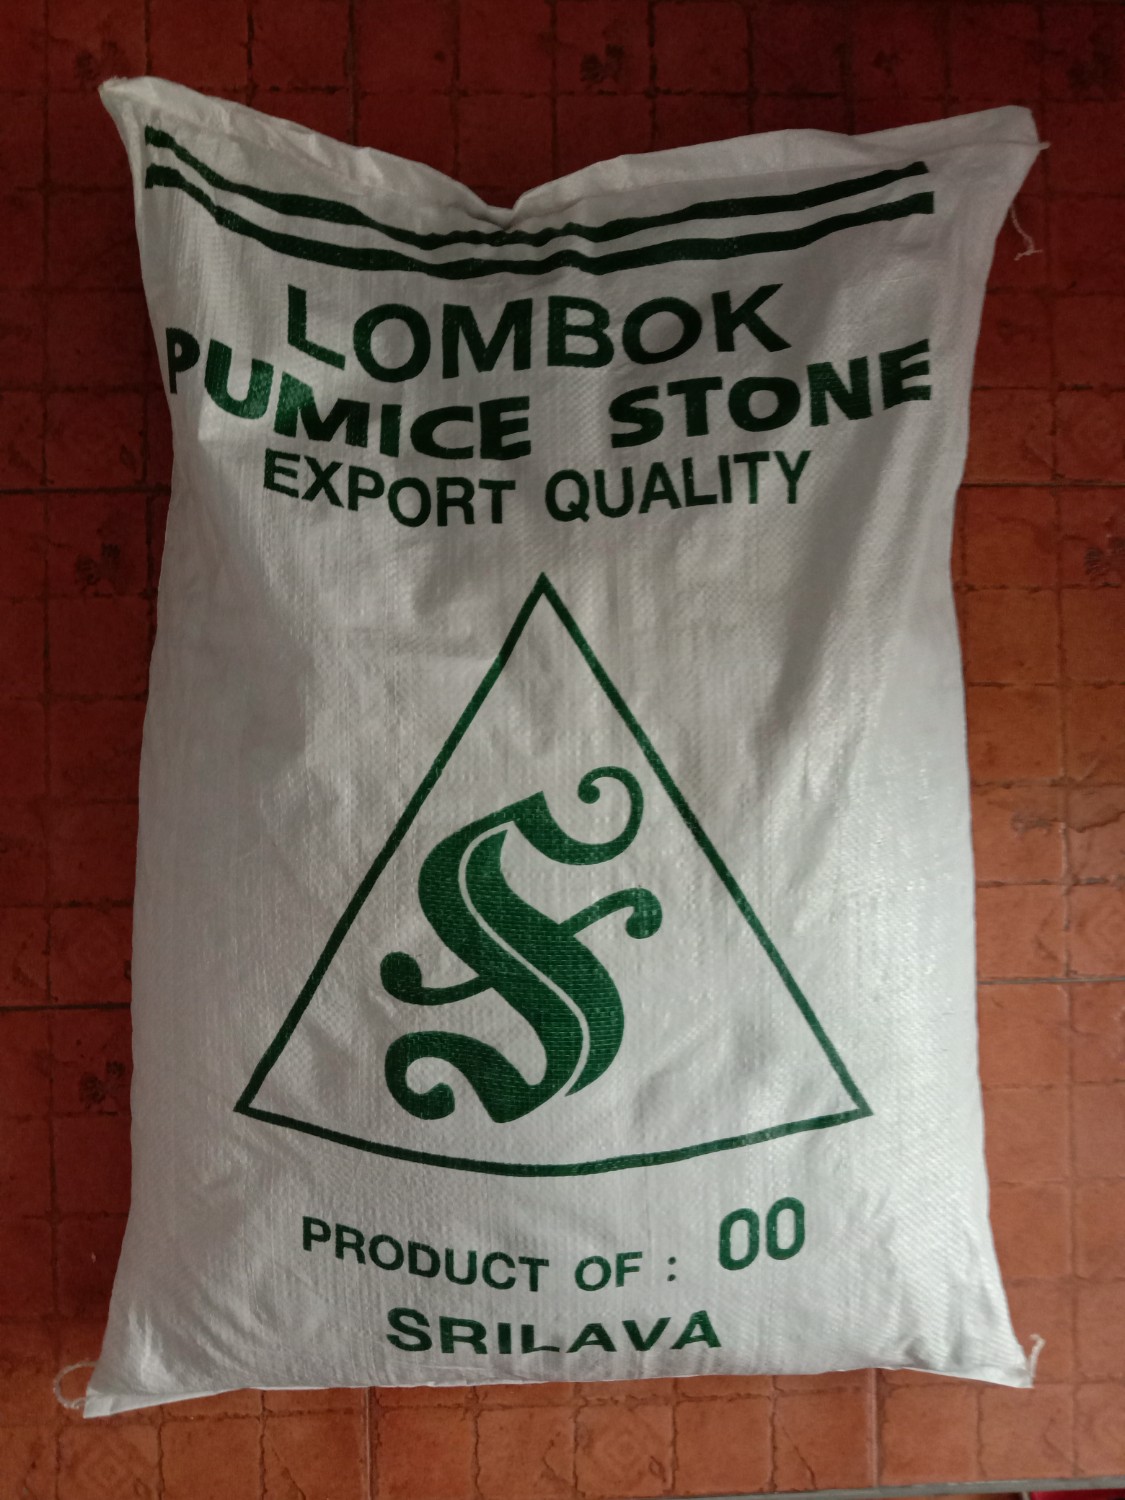 LOMBOK
PUMICE STONE
EXPORT QUALITY
S
PRODUCT OF : 00
SRILAVA